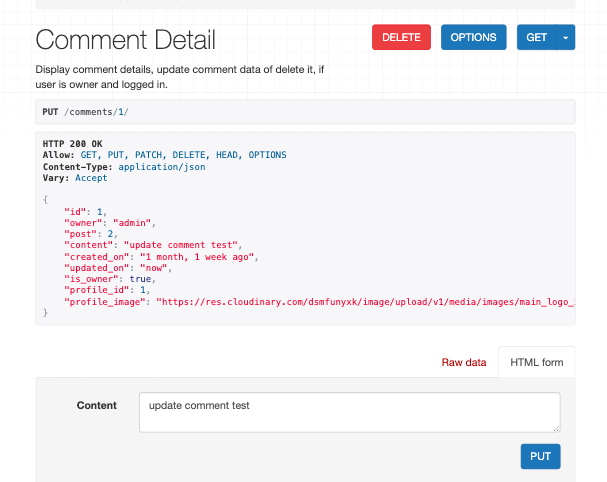 Comment Detail
DELETE
OPTIONS
GET
Display comment details, update comment data of delete it, if
user is owner and logged in.
PUT /comments/1/
HTTP 200 OK
Allow: GET, PUT, PATCH, DELETE, HEAD, OPTIONS
Content-Type: application/json
Vary: Accept
{
"id": 1,
"owner": "admin",
"post": 2,
"content": "update comment test",
"created_on": "1 month, 1 week ago",
"updated_on": "now",
"is_owner": true,
"profile_id": 1,
"profile_image": "https://res.cloudinary.com/dsmfunyxk/image/upload/v1/media/images/main_logo_
}
Raw data
HTML form
Content
update comment test
PUT